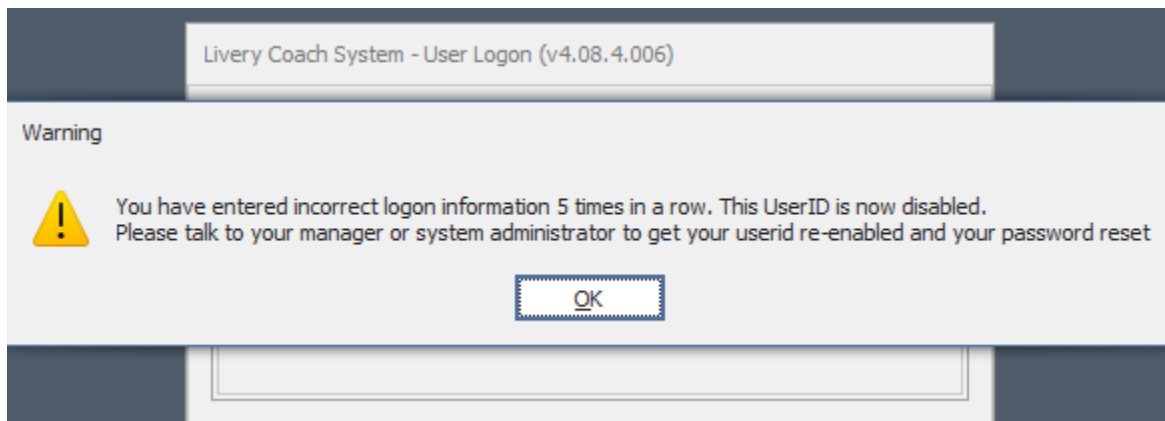 Livery Coach System - User Logon (v4.08.4.006)
Warning
You have entered incorrect logon information 5 times in a row. This UserID is now disabled.
Please talk to your manager or system administrator to get your userid re-enabled and your password reset
OK